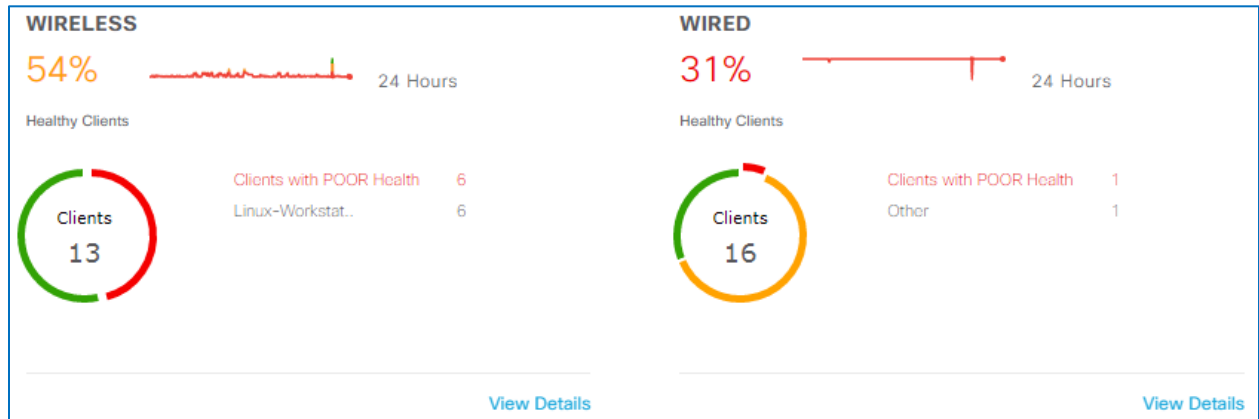 WIRELESS
54%
24 Hours
Healthy Clients
Clients
13
Clients with POOR Health 6
Linux-Workstat.. 6
View Details
WIRED
31%
24 Hours
Healthy Clients
Clients
16
Clients with POOR Health 1
Other 1
View Details